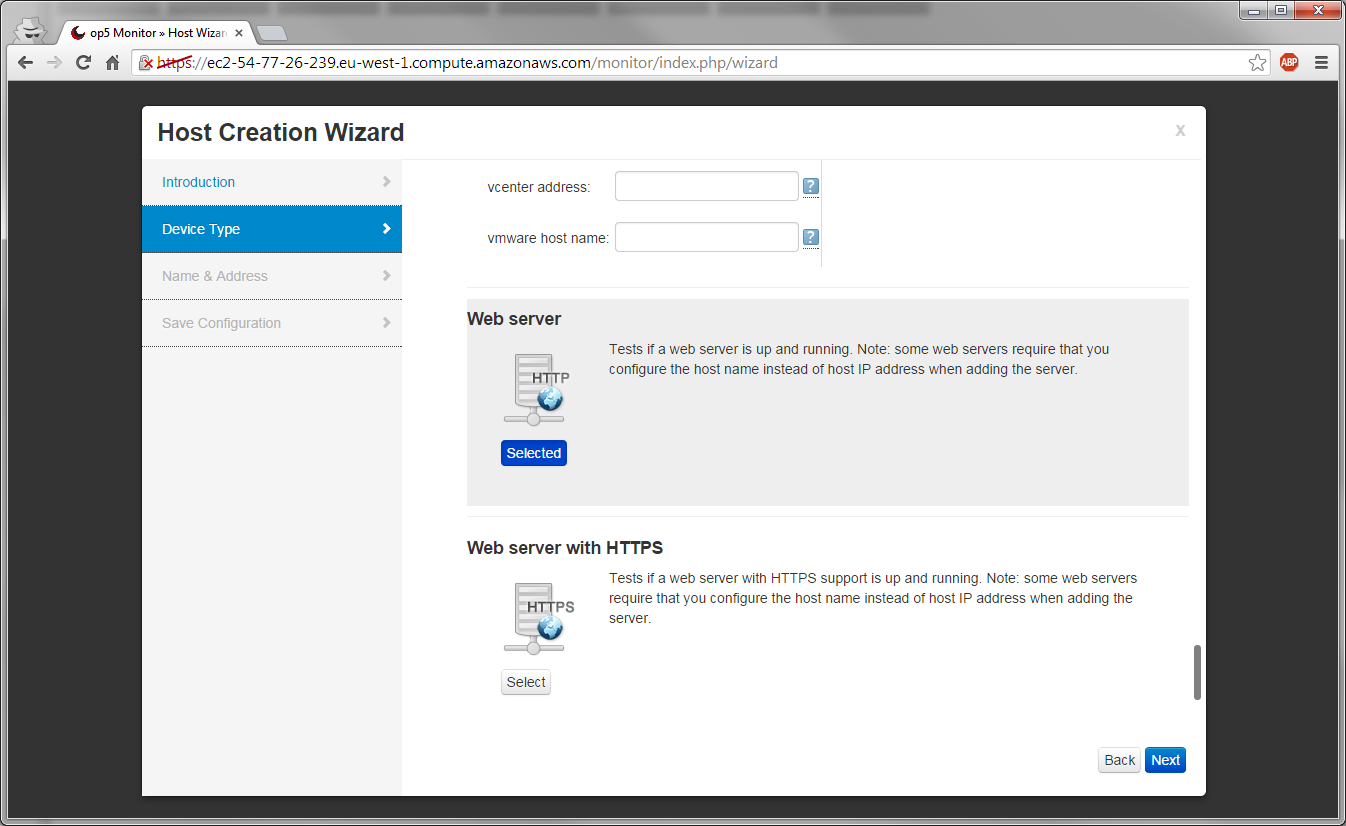 op5 Monitor » Host Wizar
https://ec2-54-77-26-239.eu-west-1.compute.amazonaws.com/monitor/index.php/wizard
ABP
Host Creation Wizard
x
Introduction
Device Type
Name & Address
Save Configuration
vcenter address:
?
vmware host name:
?
Web server
HTTP
Tests if a web server is up and running. Note: some web servers require that you
configure the host name instead of host IP address when adding the server.
Selected
Web server with HTTPS
HTTPS
Tests if a web server with HTTPS support is up and running. Note: some web servers
require that you configure the host name instead of host IP address when adding the
server.
Select
Back
Next